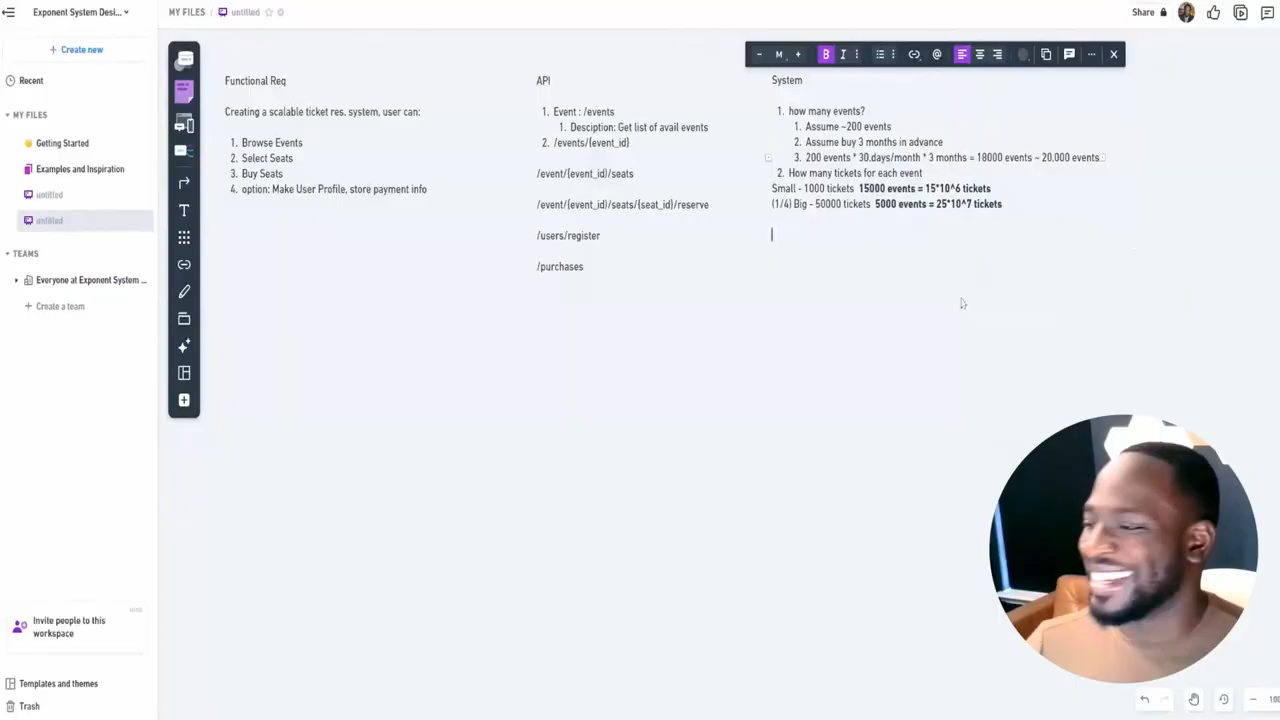 Exponent System Desi...
MY FILES / untitled
Share
+ Create new
Recent
MY FILES
Getting Started
Examples and Inspiration
untitled
untitled
TEAMS
Everyone at Exponent System ...
+ Create a team
Invite people to this
workspace
Templates and themes
Trash
M
B I
Functional Req
Creating a scalable ticket res. system, user can:
1. Browse Events
2. Select Seats
3. Buy Seats
4. option: Make User Profile, store payment info
API
1. Event : /events
1. Desciption: Get list of avail events
2. /events/{event_id}
/event/{event_id}/seats
/event/{event_id}/seats/{seat_id}/reserve
/users/register
/purchases
System
1. how many events?
1. Assume ~200 events
2. Assume buy 3 months in advance
3. 200 events * 30.days/month * 3 months = 18000 events ~ 20,000 events
2. How many tickets for each event
Small - 1000 tickets 15000 events = 15*10^6 tickets
(1/4) Big - 50000 tickets 5000 events = 25*10^7 tickets